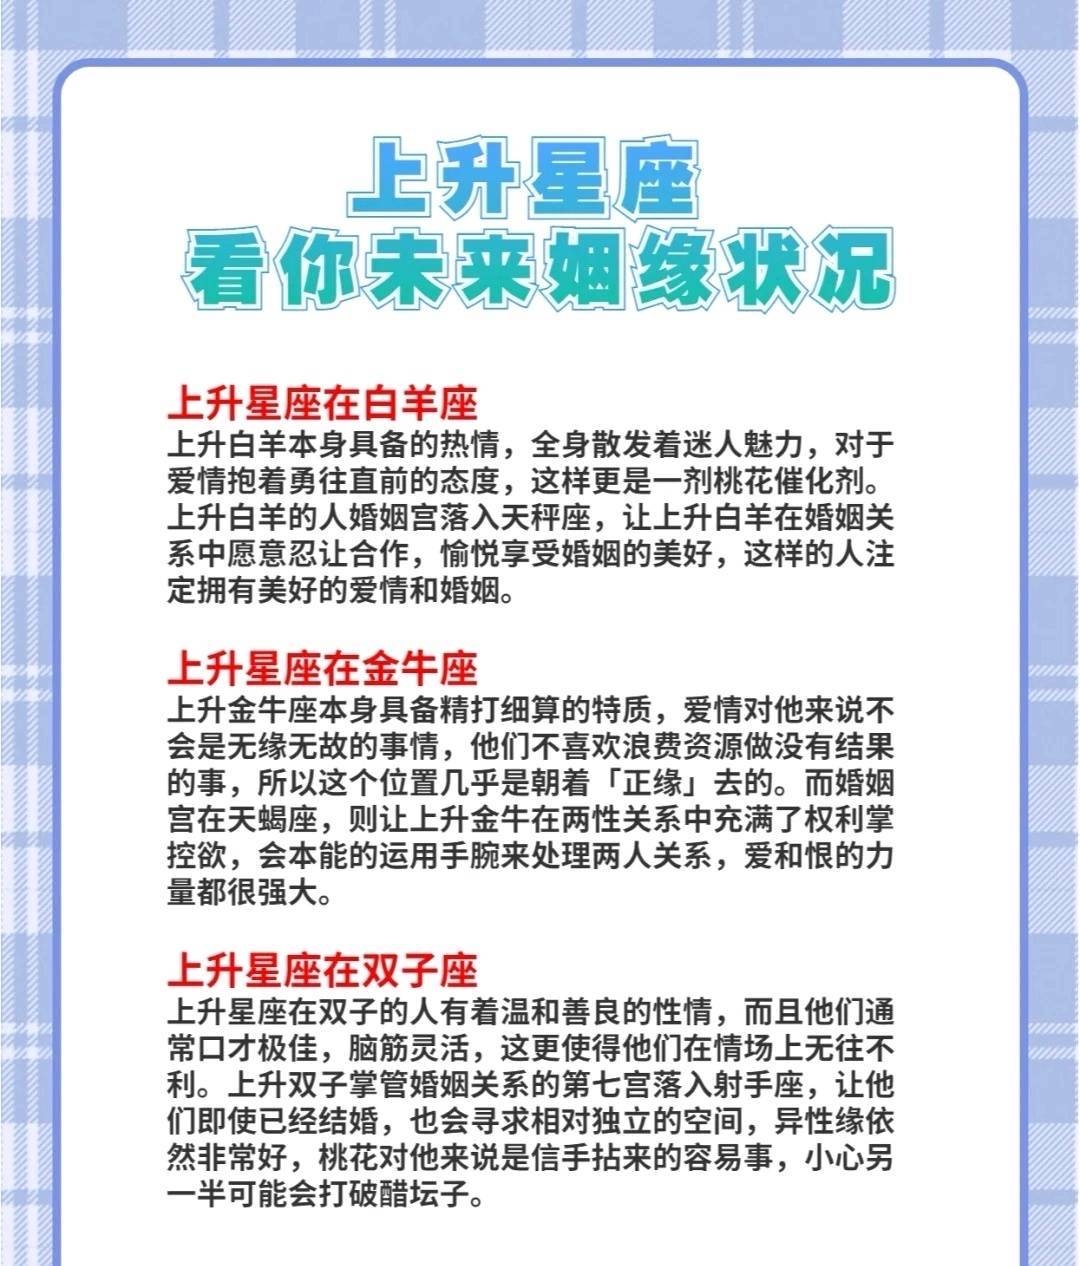 上升星座
看你未来姻缘状况
上升星座在白羊座
上升白羊本身具备的热情，全身散发着迷人魅力，对于
爱情抱着勇往直前的态度，这样更是一剂桃花催化剂。
上升白羊的人婚姻宫落入天秤座，让上升白羊在婚姻关
系中愿意忍让合作，愉悦享受婚姻的美好，这样的人注
定拥有美好的爱情和婚姻。
上升星座在金牛座
上升金牛座本身具备精打细算的特质，爱情对他来说不
会是无缘无故的事情，他们不喜欢浪费资源做没有结果
的事，所以这个位置几乎是朝着「正缘」去的。而婚姻
宫在天蝎座，则让上升金牛在两性关系中充满了权利掌
控欲，会本能的运用手腕来处理两人关系，爱和恨的力
量都很强大。
上升星座在双子座
上升星座在双子的人有着温和善良的性情，而且他们通
常口才极佳，脑筋灵活，这更使得他们在情场上无往不
利。上升双子掌管婚姻关系的第七宫落入射手座，让他
们即使已经结婚，也会寻求相对独立的空间，异性缘依
然非常好，桃花对他来说是信手拈来的容易事，小心另
一半可能会打破醋坛子。